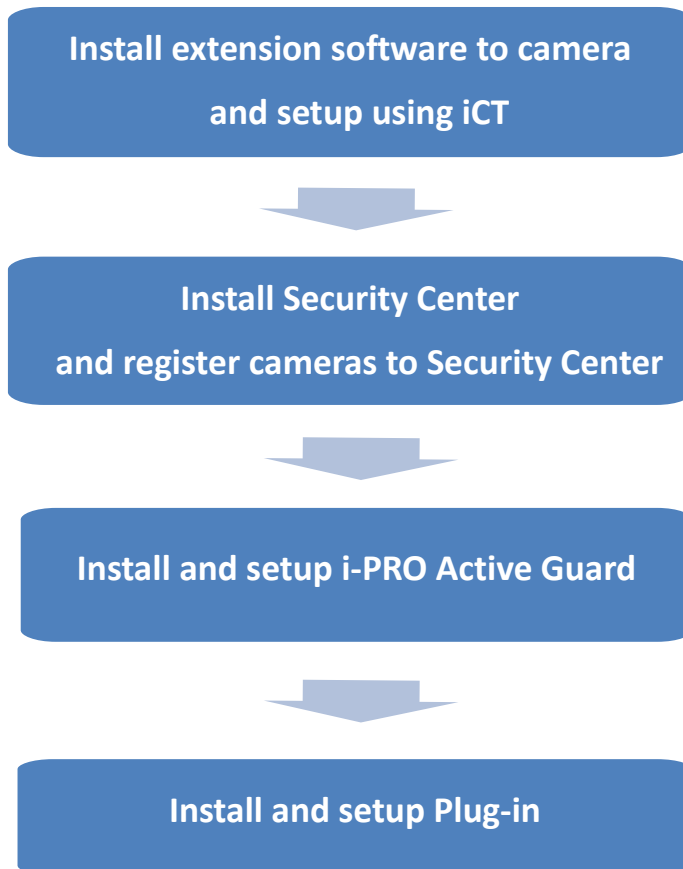 Install extension software to camera
and setup using iCT
Install Security Center
and register cameras to Security Center
Install and setup i-PRO Active Guard
Install and setup Plug-in